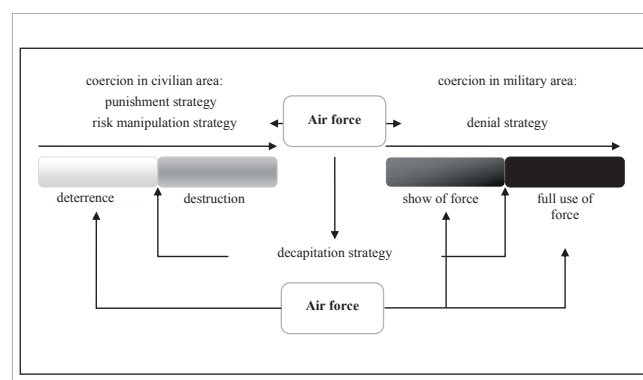 coercion in civilian area:
punishment strategy
risk manipulation strategy
Air force
coercion in military area:
denial strategy
deterrence
destruction
show of force
full use of
force
decapitation strategy
Air force